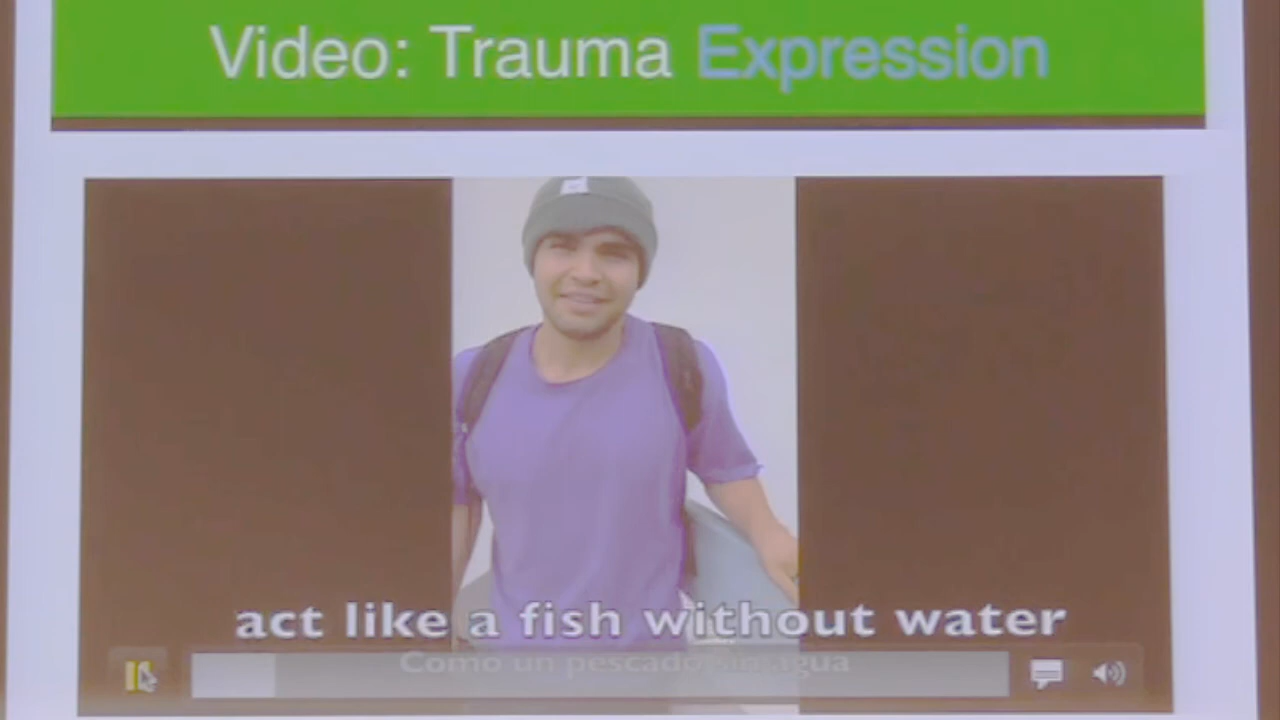 Video: Trauma Expression
act like a fish without water
Como un pescado sin agua